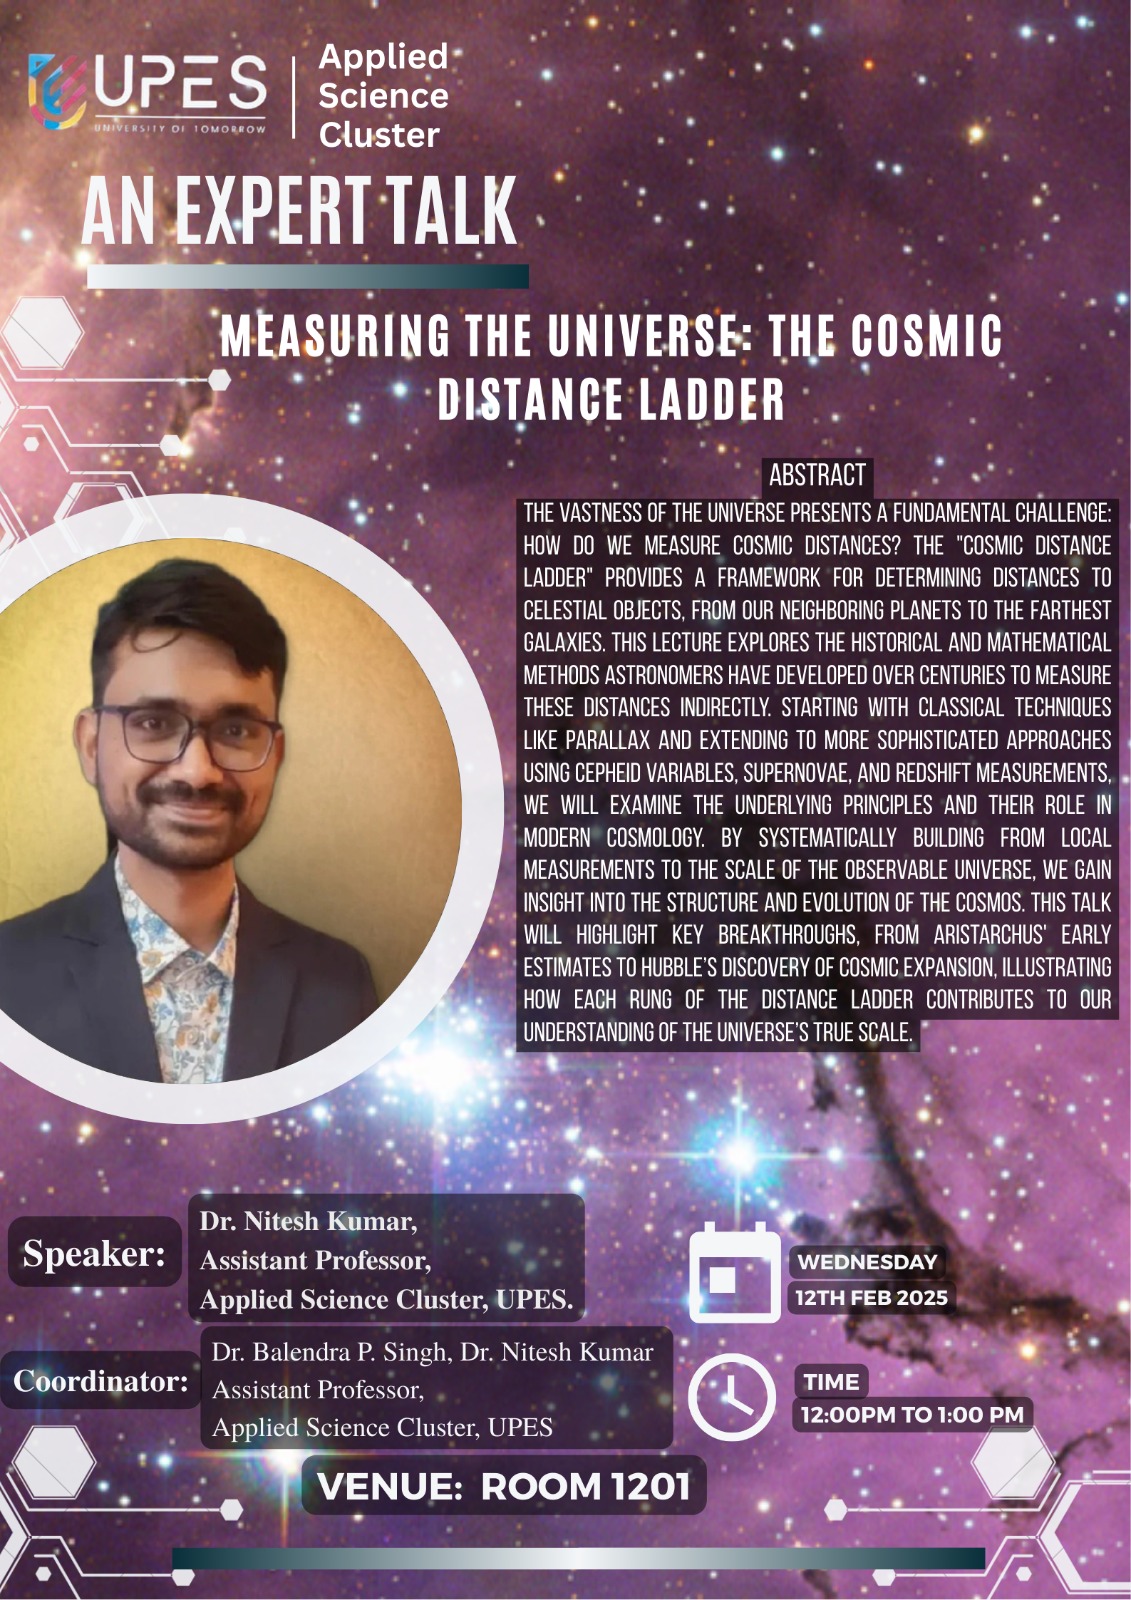 UPES
UNIVERSITY OF TOMORROW
Applied
Science
Cluster
AN EXPERT TALK
MEASURING THE UNIVERSE: THE COSMIC
DISTANCE LADDER
ABSTRACT
THE VASTNESS OF THE UNIVERSE PRESENTS A FUNDAMENTAL CHALLENGE:
HOW DO WE MEASURE COSMIC DISTANCES? THE "COSMIC DISTANCE
LADDER" PROVIDES A FRAMEWORK FOR DETERMINING DISTANCES TO
CELESTIAL OBJECTS, FROM OUR NEIGHBORING PLANETS TO THE FARTHEST
GALAXIES. THIS LECTURE EXPLORES THE HISTORICAL AND MATHEMATICAL
METHODS ASTRONOMERS HAVE DEVELOPED OVER CENTURIES TO MEASURE
THESE DISTANCES INDIRECTLY. STARTING WITH CLASSICAL TECHNIQUES
LIKE PARALLAX AND EXTENDING TO MORE SOPHISTICATED APPROACHES
USING CEPHEID VARIABLES, SUPERNOVAE, AND REDSHIFT MEASUREMENTS,
WE WILL EXAMINE THE UNDERLYING PRINCIPLES AND THEIR ROLE IN
MODERN COSMOLOGY. BY SYSTEMATICALLY BUILDING FROM LOCAL
MEASUREMENTS TO THE SCALE OF THE OBSERVABLE UNIVERSE, WE GAIN
INSIGHT INTO THE STRUCTURE AND EVOLUTION OF THE COSMOS. THIS TALK
WILL HIGHLIGHT KEY BREAKTHROUGHS, FROM ARISTARCHUS' EARLY
ESTIMATES TO HUBBLE'S DISCOVERY OF COSMIC EXPANSION, ILLUSTRATING
HOW EACH RUNG OF THE DISTANCE LADDER CONTRIBUTES TO OUR
UNDERSTANDING OF THE UNIVERSE'S TRUE SCALE.
Speaker:
Dr. Nitesh Kumar,
Assistant Professor,
Applied Science Cluster, UPES.
Coordinator:
Dr. Balendra P. Singh, Dr. Nitesh Kumar
Assistant Professor,
Applied Science Cluster, UPES
WEDNESDAY
12TH FEB 2025
TIME
12:00PM TO 1:00 PM
VENUE: ROOM 1201